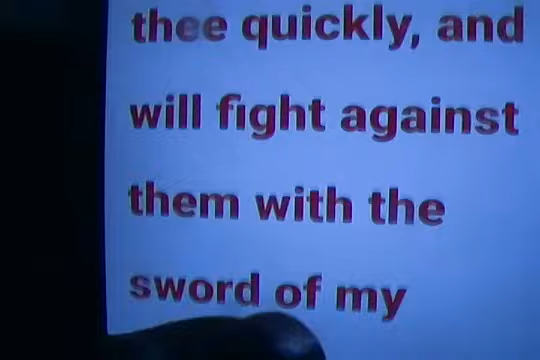 thee quickly, and
will fight against
them with the
sword of my